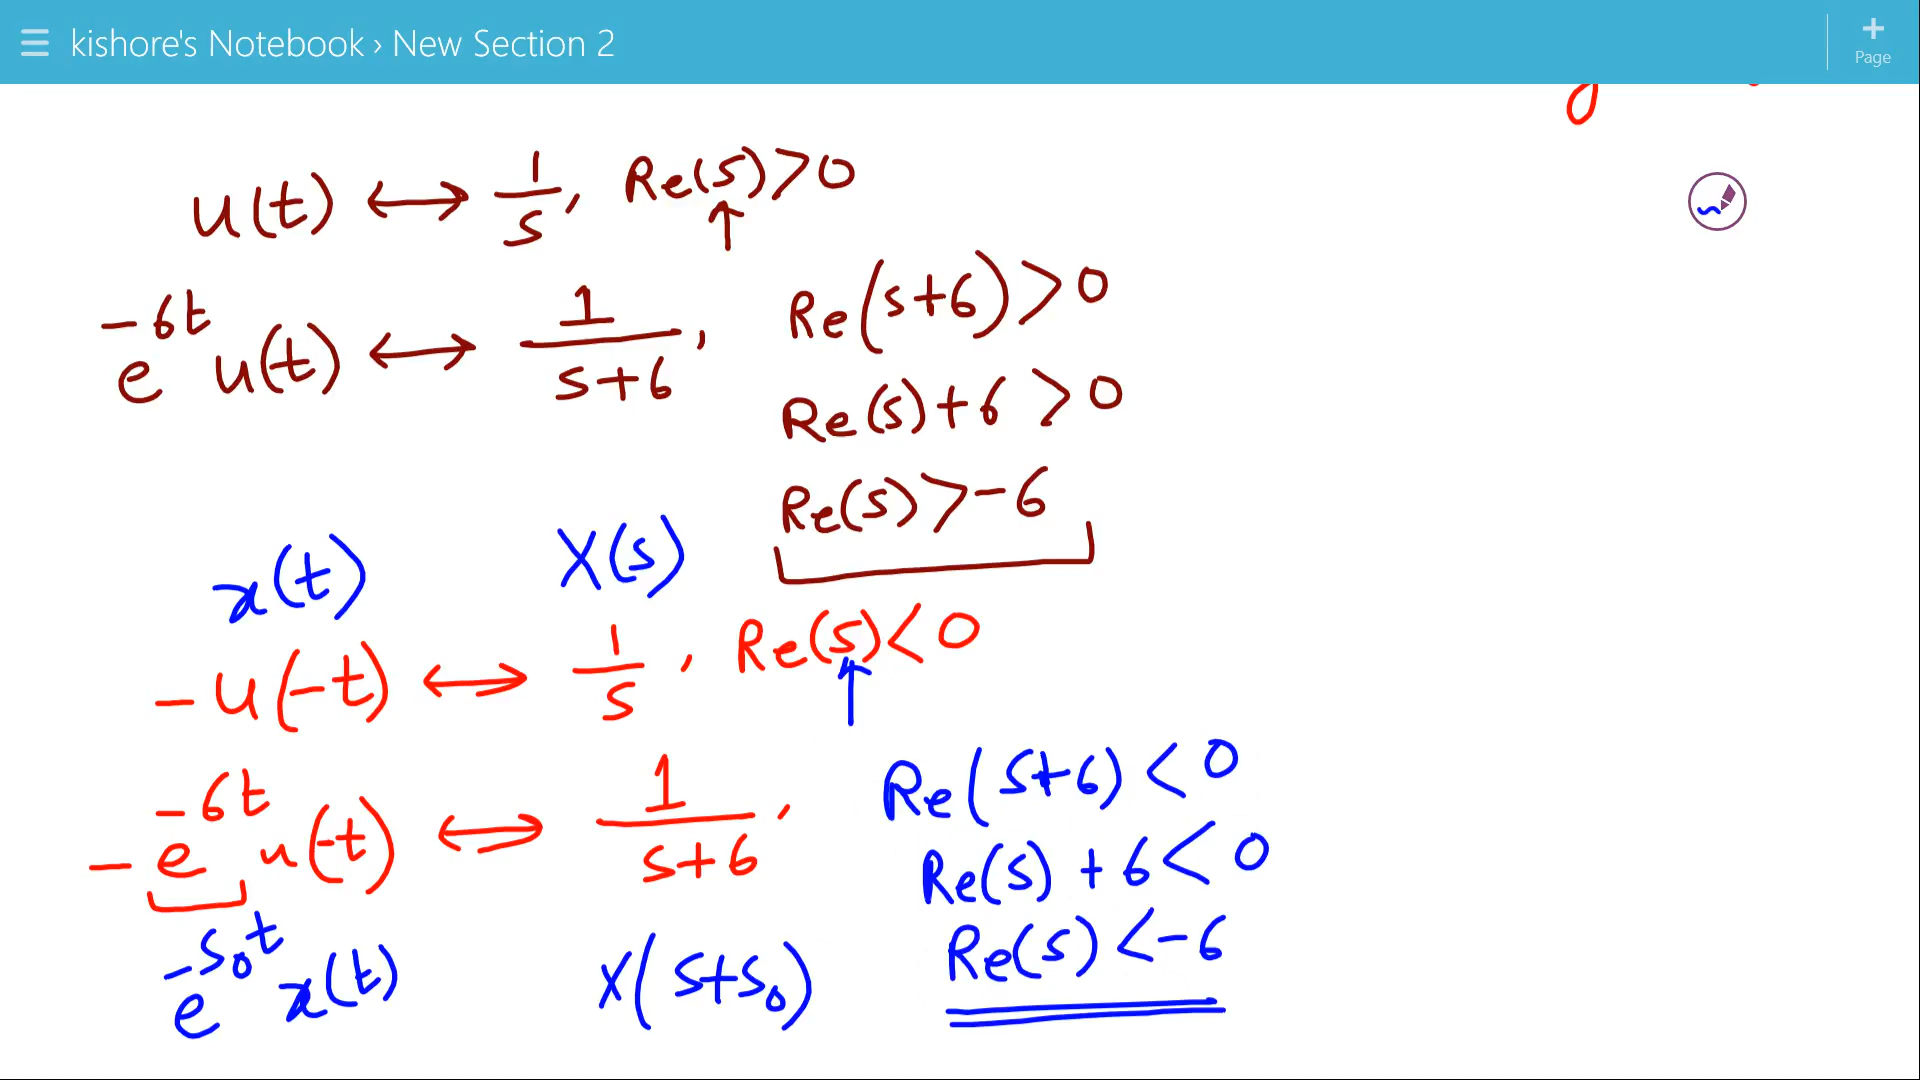 kishore's Notebook › New Section 2
Page
u(t) ↔ 1/s, Re(s)>0
e^{-6t} u(t) ↔ 1/(s+6), Re(s+6)>0
Re(s)+6>0
Re(s)>-6
x(t) X(s)
-u(-t) ↔ 1/s, Re(s)<0
-e^{-6t} u(-t) ↔ 1/(s+6), Re(s+6)<0
Re(s)+6<0
Re(s)<-6
e^{-s₀t} x(t) X(s+s₀)